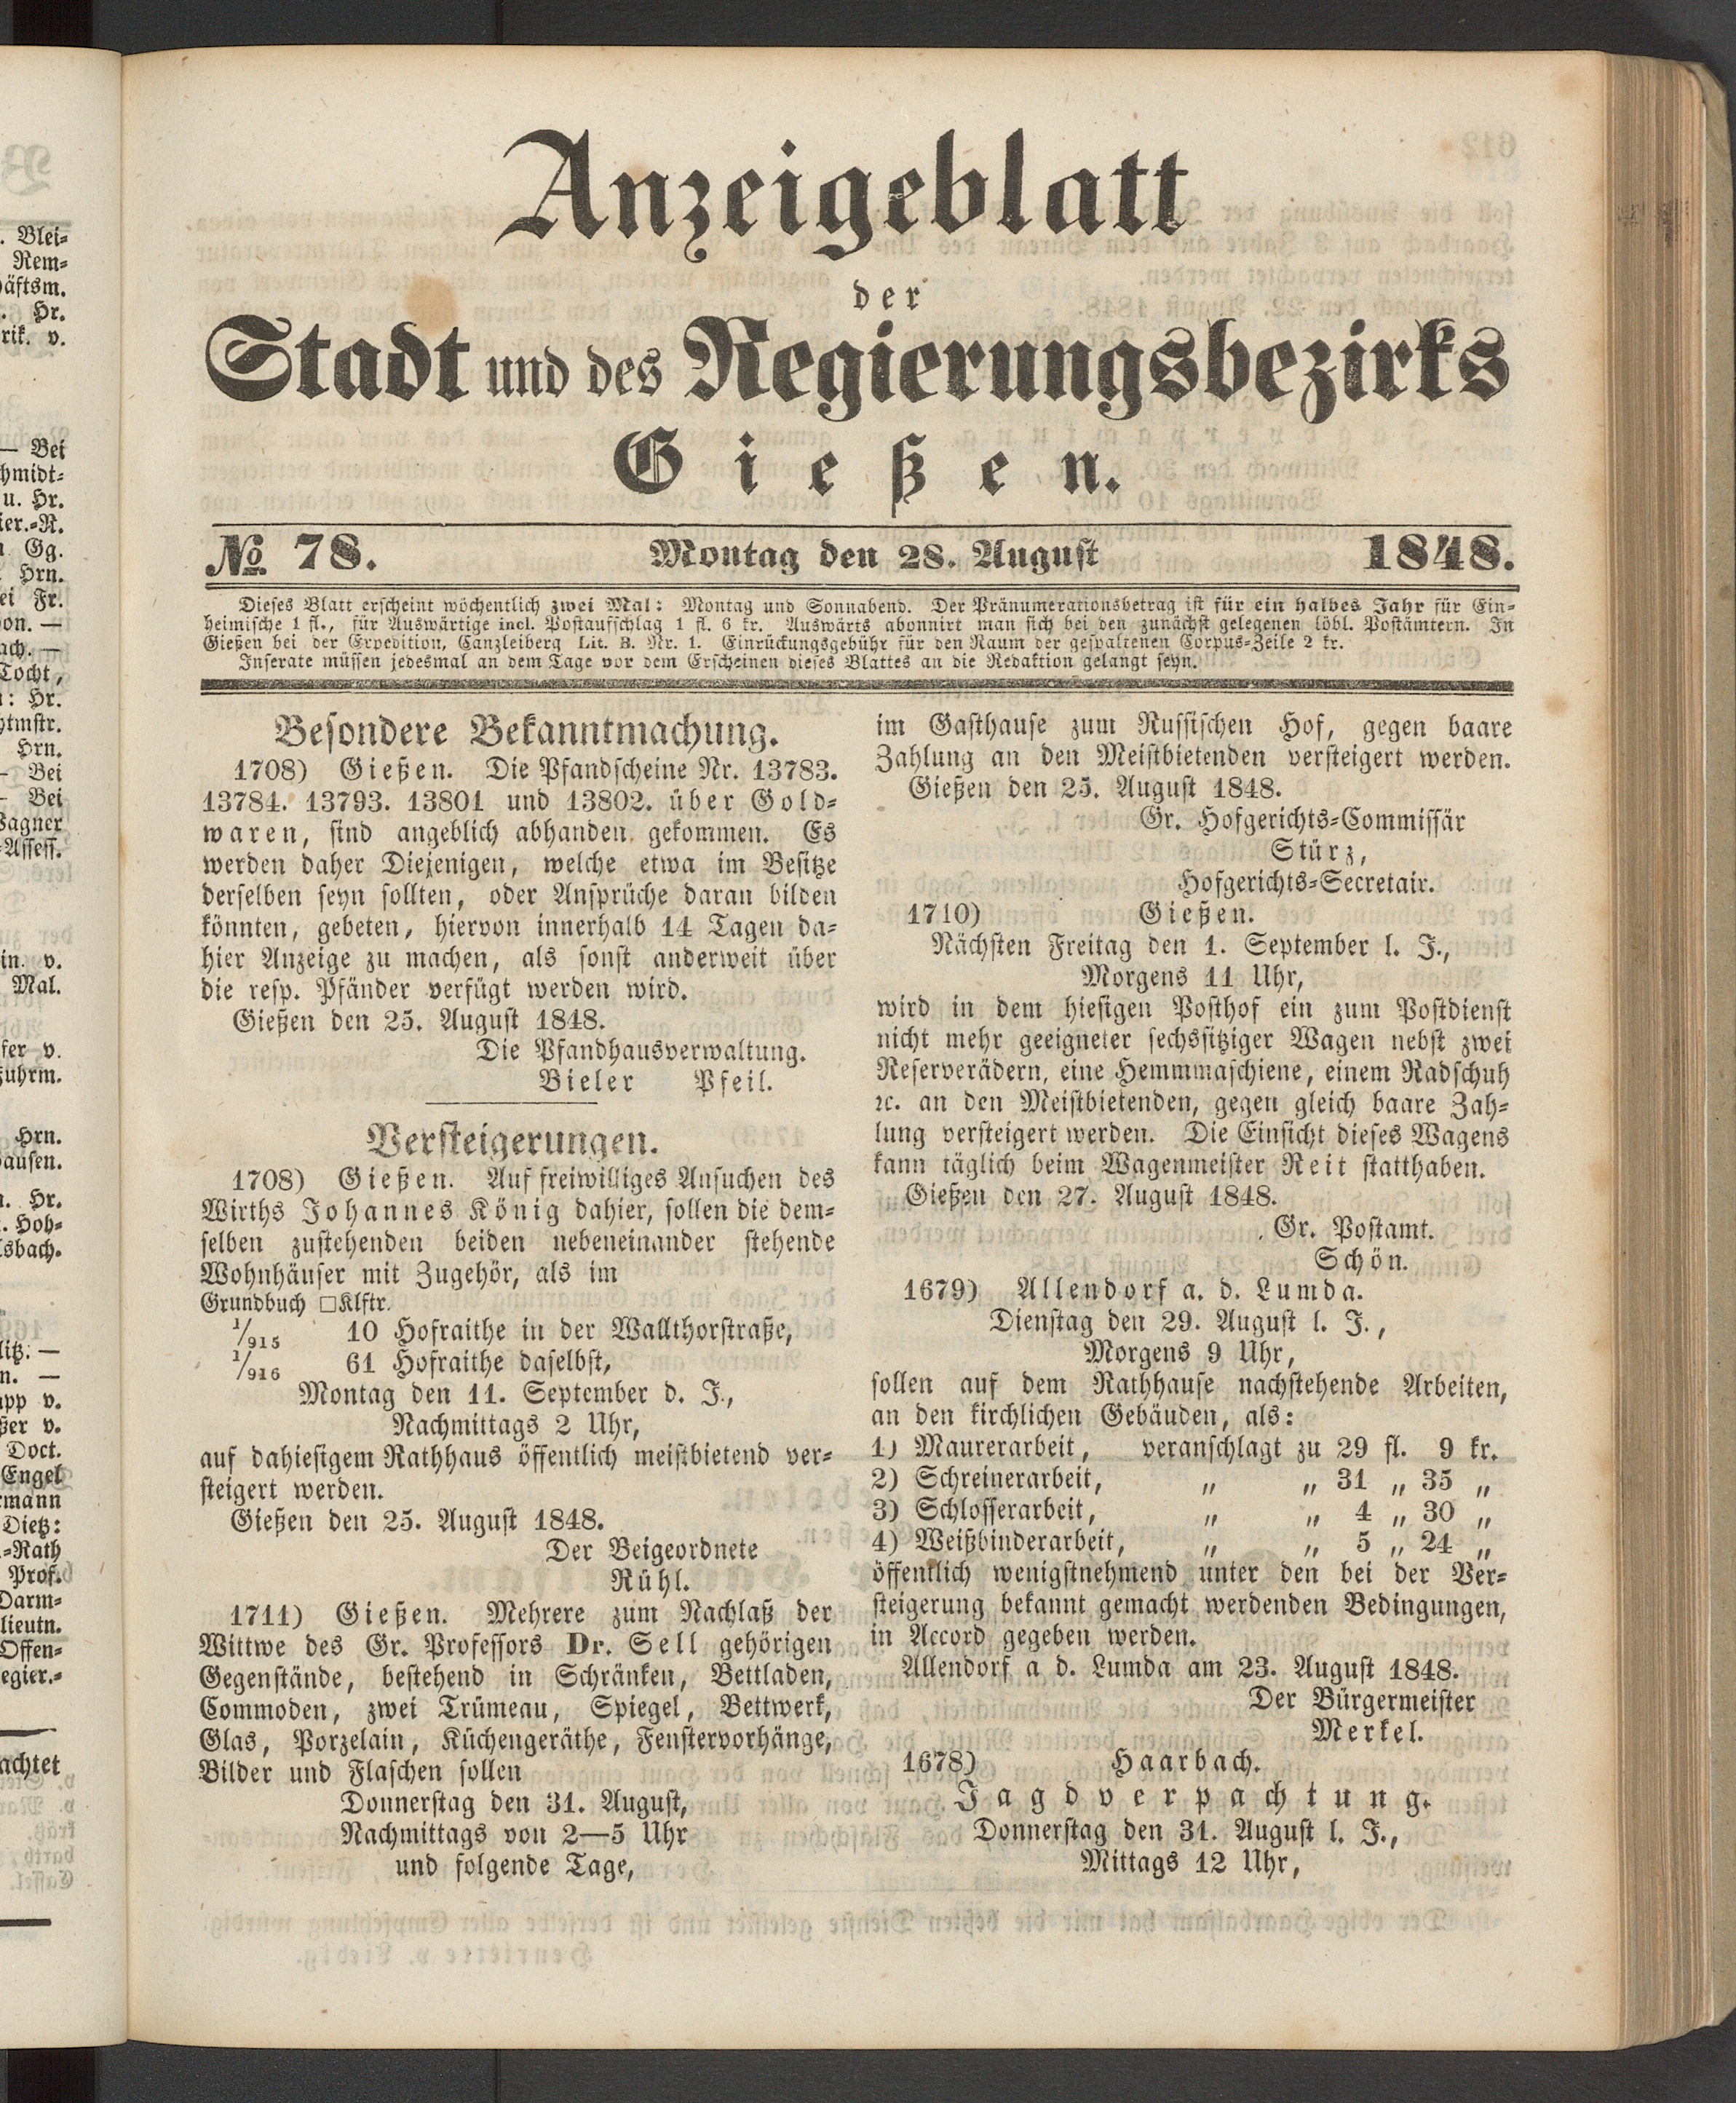 Anzeigeblatt
der
Stadt und des Regierungsbezirks
Gießen.
№ 78. Montag den 28. August 1848.
Dieses Blatt erscheint wöchentlich zwei Mal: Montag und Sonnabend. Der Pränumerationsbetrag ist für ein halbes Jahr für Ein-
heimische 1 fl., für Auswärtige incl. Postaufschlag 1 fl. 6 kr. Auswärts abonnirt man sich bei den zunächst gelegenen löbl. Postämtern. In
Gießen bei der Expedition, Canzleiberg Lit. B. Nr. 1. Einrückungsgebühr für den Raum der gespaltenen Corpus-Zeile 2 kr.
Inserate müssen jedesmal an dem Tage vor dem Erscheinen dieses Blattes an die Redaktion gelangt seyn.
Besondere Bekanntmachung.
1708) Gießen. Die Pfandscheine Nr. 13783.
13784. 13793. 13801 und 13802. über Gold-
waren, sind angeblich abhanden gekommen. Es
werden daher Diejenigen, welche etwa im Besitze
derselben seyn sollten, oder Ansprüche daran bilden
könnten, gebeten, hiervon innerhalb 14 Tagen da-
hier Anzeige zu machen, als sonst anderweit über
die resp. Pfänder verfügt werden wird.
Gießen den 25. August 1848.
Die Pfandhausverwaltung.
Bieler Pfeil.
Versteigerungen.
1708) Gießen. Auf freiwilliges Ansuchen des
Wirths Johannes König dahier, sollen die dem-
selben zustehenden beiden nebeneinander stehende
Wohnhäuser mit Zugehör, als im
Grundbuch □Klftr.
1/915 10 Hofraithe in der Wallthorstraße,
1/916 61 Hofraithe daselbst,
Montag den 11. September d. J.,
Nachmittags 2 Uhr,
auf dahiesigem Rathhaus öffentlich meistbietend ver-
steigert werden.
Gießen den 25. August 1848.
Der Beigeordnete
Rühl.
1711) Gießen. Mehrere zum Nachlaß der
Wittwe des Gr. Professors Dr. Sell gehörigen
Gegenstände, bestehend in Schränken, Bettladen,
Commoden, zwei Trümeau, Spiegel, Bettwerk,
Glas, Porzelain, Küchengeräthe, Fenstervorhänge,
Bilder und Flaschen sollen
Donnerstag den 31. August,
Nachmittags von 2—5 Uhr
und folgende Tage,
im Gasthause zum Russischen Hof, gegen baare
Zahlung an den Meistbietenden versteigert werden.
Gießen den 25. August 1848.
Gr. Hofgerichts-Commissär
Stürz,
Hofgerichts-Secretair.
1710) Gießen.
Nächsten Freitag den 1. September l. J.,
Morgens 11 Uhr,
wird in dem hiesigen Posthof ein zum Postdienst
nicht mehr geeigneter sechssitziger Wagen nebst zwei
Reserverädern, eine Hemmmaschiene, einem Radschuh
ꝛc. an den Meistbietenden, gegen gleich baare Zah-
lung versteigert werden. Die Einsicht dieses Wagens
kann täglich beim Wagenmeister Reit statthaben.
Gießen den 27. August 1848.
Gr. Postamt.
Schön.
1679) Allendorf a. d. Lumda.
Dienstag den 29. August l. J.,
Morgens 9 Uhr,
sollen auf dem Rathhause nachstehende Arbeiten,
an den kirchlichen Gebäuden, als:
1) Maurerarbeit, veranschlagt zu 29 fl. 9 kr.
2) Schreinerarbeit, „ „ 31 „ 35 „
3) Schlosserarbeit, „ „ 4 „ 30 „
4) Weißbinderarbeit, „ „ 5 „ 24 „
öffentlich wenigstnehmend unter den bei der Ver-
steigerung bekannt gemacht werdenden Bedingungen,
in Accord gegeben werden.
Allendorf a d. Lumda am 23. August 1848.
Der Bürgermeister
Merkel.
1678) Haarbach.
Jagdverpachtung.
Donnerstag den 31. August l. J.,
Mittags 12 Uhr,